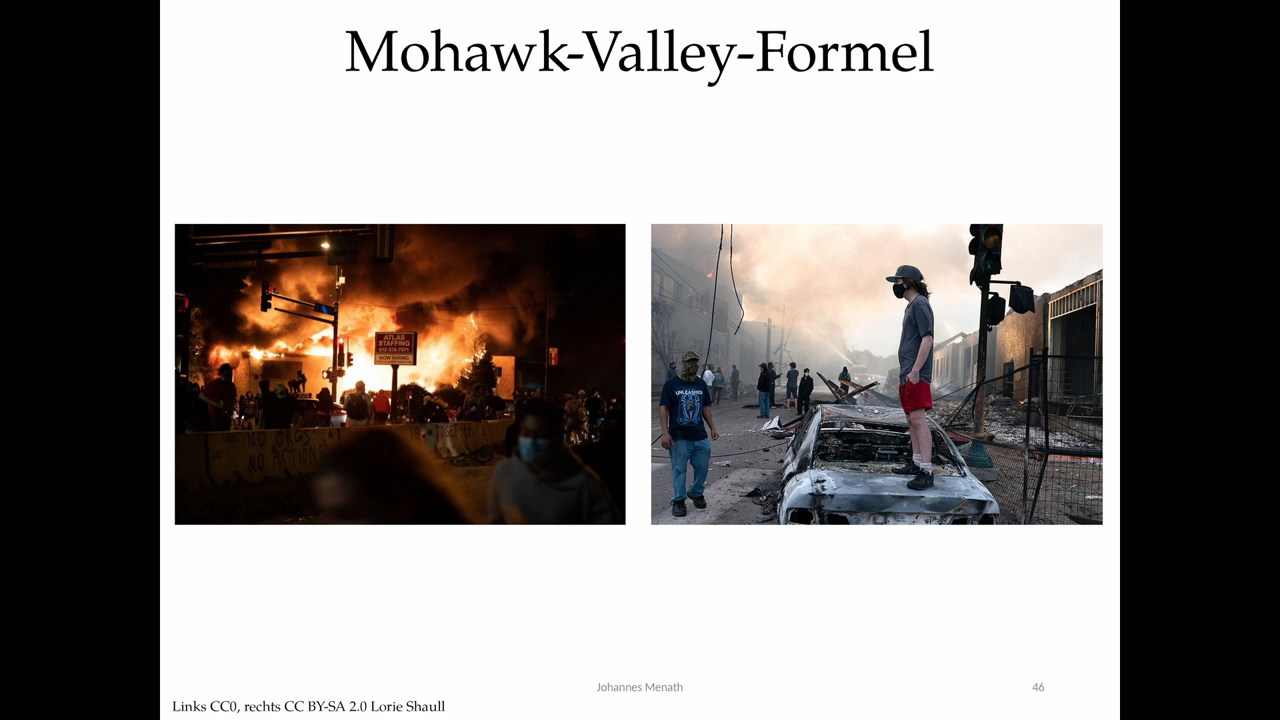 Mohawk-Valley-Formel
ATLAS
STAFFING
NOW HIRING
NO
NO ACTION
UNLEASHED
Johannes Menath
46
Links CC0, rechts CC BY-SA 2.0 Lorie Shaull